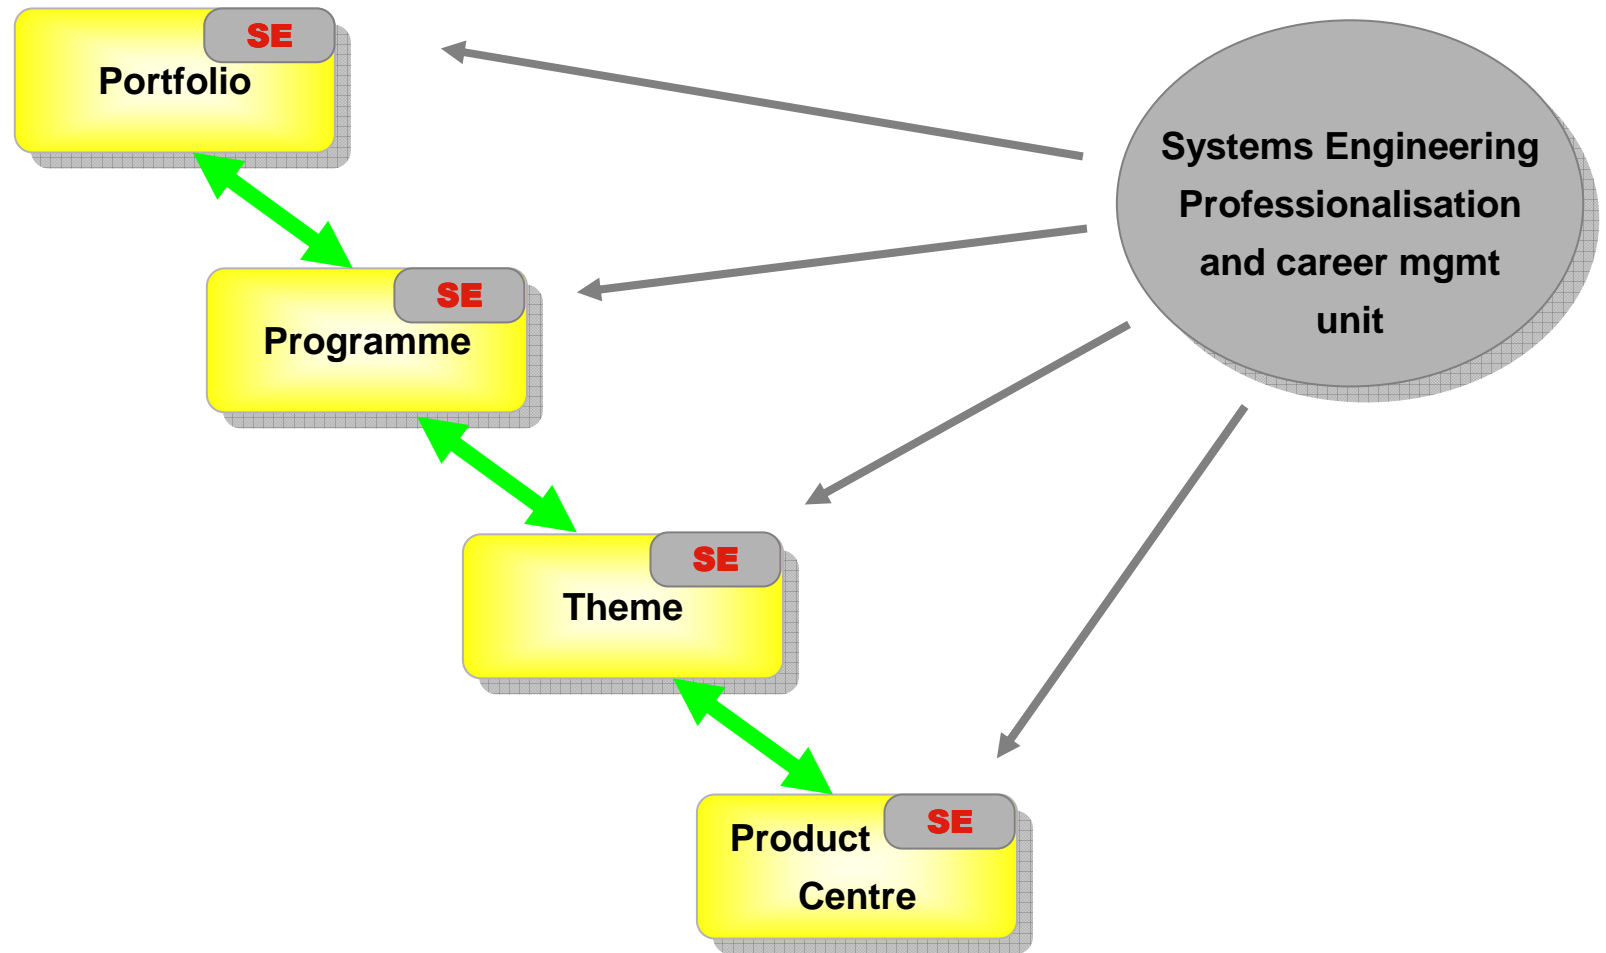 SE
Portfolio
Systems Engineering
Professionalisation
and career mgmt
unit
SE
Programme
SE
Theme
SE
Product
Centre